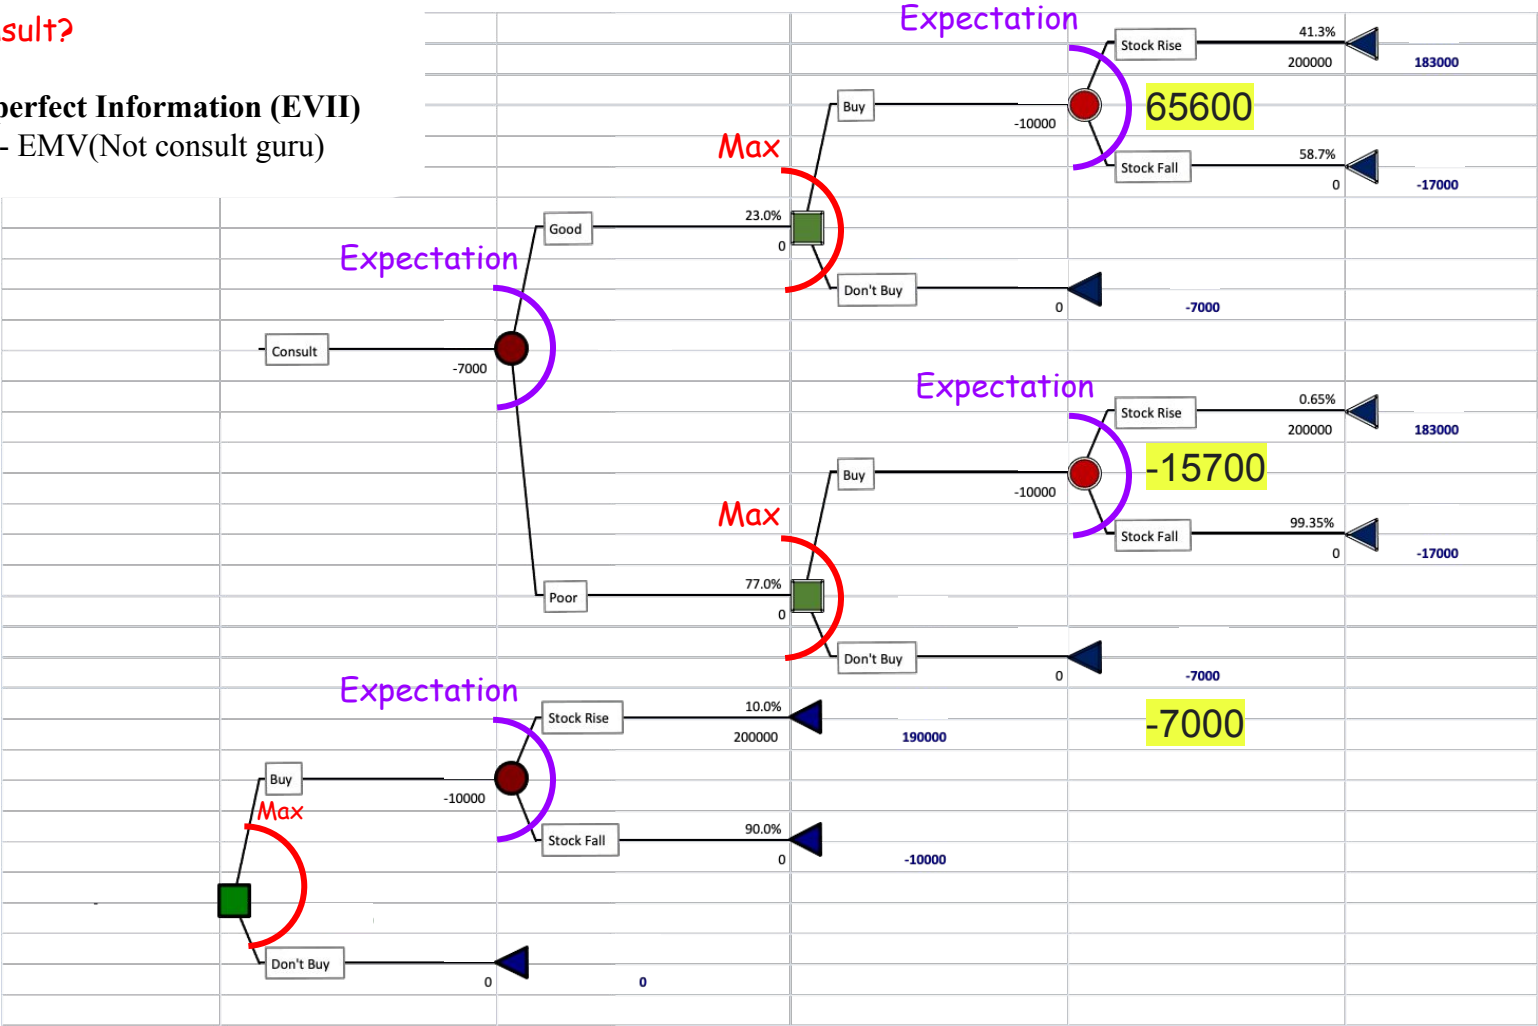 sult?
perfect Information (EVII)
- EMV(Not consult guru)
Expectation
Stock Rise
41.3%
200000
183000
Buy
-10000
65600
Max
Stock Fall
58.7%
0
-17000
Good
23.0%
0
Expectation
Don't Buy
0
-7000
Consult
-7000
Expectation
Stock Rise
0.65%
200000
183000
Buy
-10000
-15700
Max
Stock Fall
99.35%
0
-17000
Poor
77.0%
0
Don't Buy
0
-7000
Expectation
Stock Rise
10.0%
200000
190000
-7000
Buy
-10000
Max
Stock Fall
90.0%
0
-10000
Don't Buy
0
0